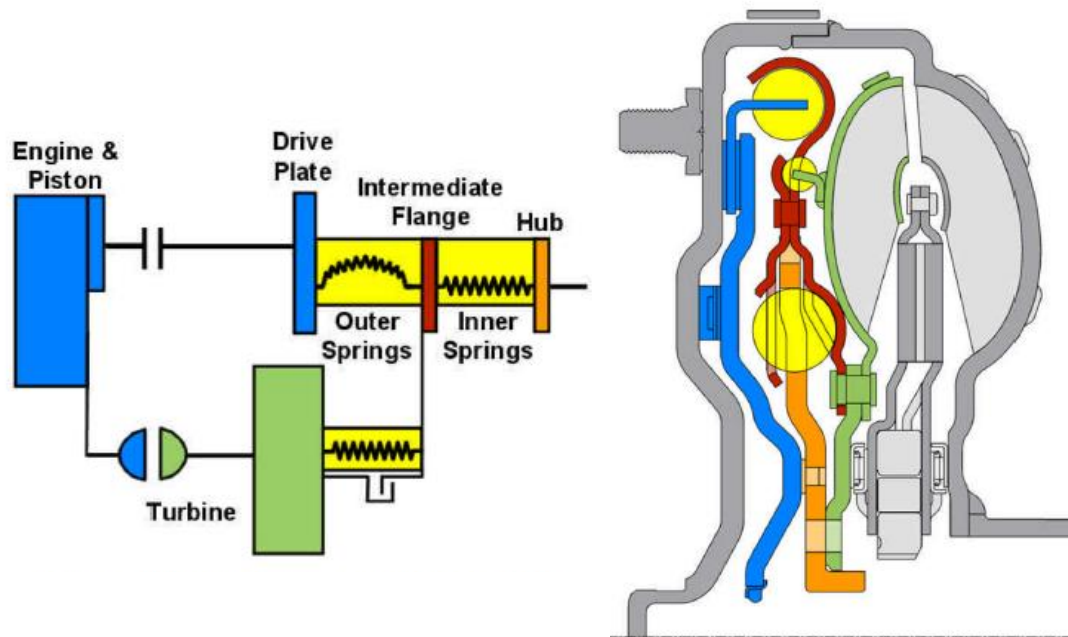 Engine &
Piston
Drive
Plate
Intermediate
Flange
Hub
Outer
Springs
Inner
Springs
Turbine